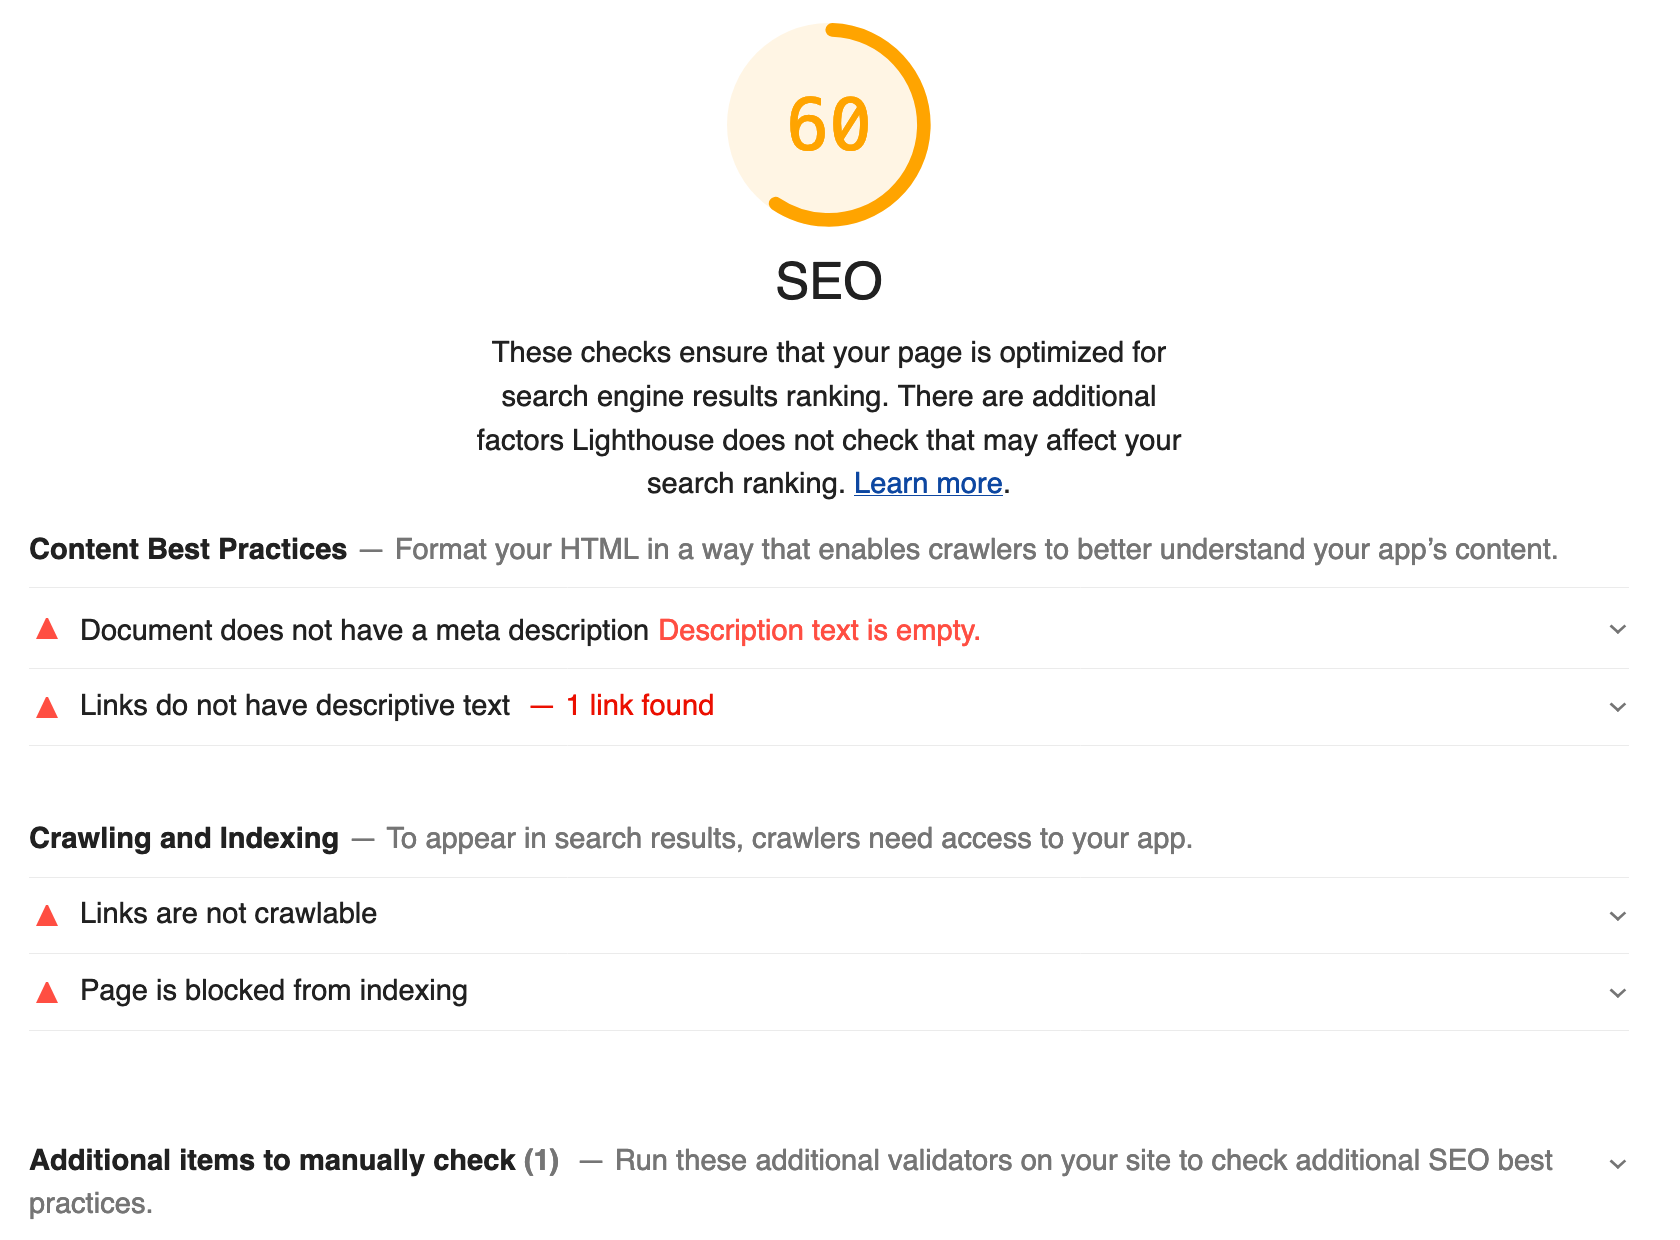 60
SEO
These checks ensure that your page is optimized for
search engine results ranking. There are additional
factors Lighthouse does not check that may affect your
search ranking. Learn more.
Content Best Practices — Format your HTML in a way that enables crawlers to better understand your app’s content.
Document does not have a meta description Description text is empty.
Links do not have descriptive text — 1 link found
Crawling and Indexing — To appear in search results, crawlers need access to your app.
Links are not crawlable
Page is blocked from indexing
Additional items to manually check (1) — Run these additional validators on your site to check additional SEO best
practices.